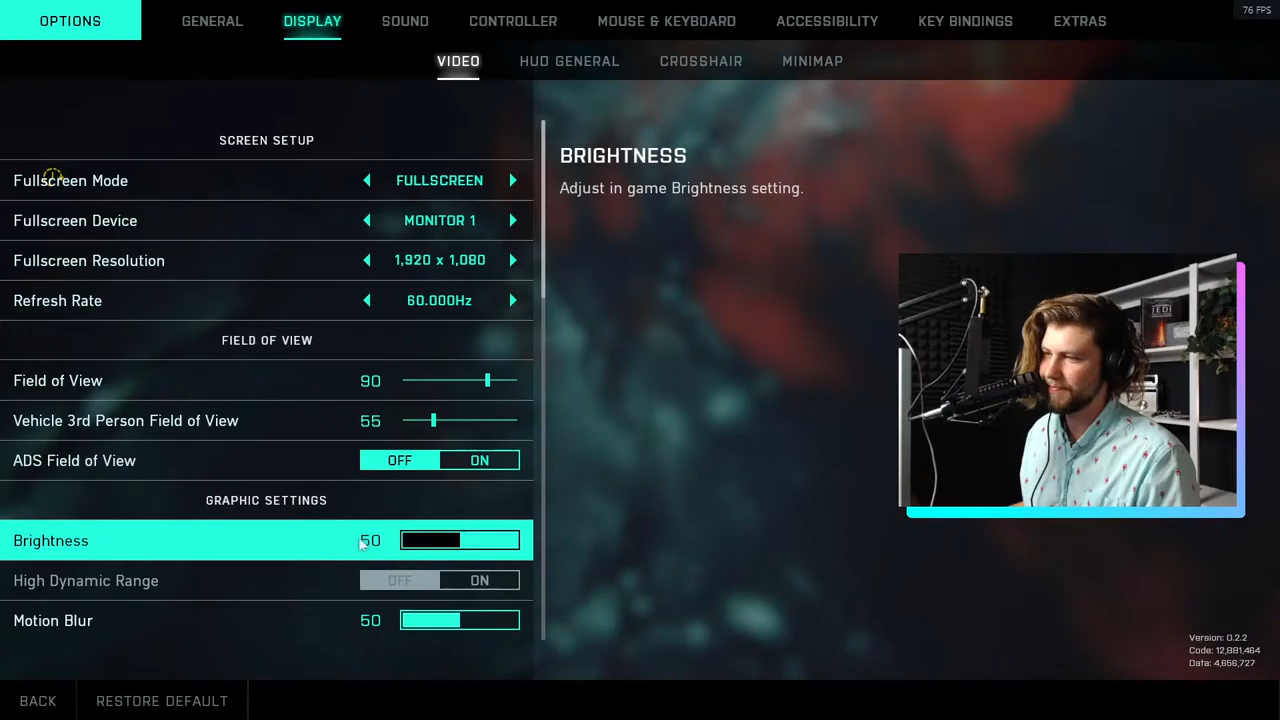 OPTIONS GENERAL DISPLAY SOUND CONTROLLER MOUSE & KEYBOARD ACCESSIBILITY KEY BINDINGS EXTRAS
76 FPS
VIDEO HUD GENERAL CROSSHAIR MINIMAP
SCREEN SETUP
Fullscreen Mode FULLSCREEN
Fullscreen Device MONITOR 1
Fullscreen Resolution 1,920 x 1,080
Refresh Rate 60.000Hz
FIELD OF VIEW
Field of View 90
Vehicle 3rd Person Field of View 55
ADS Field of View OFF ON
GRAPHIC SETTINGS
Brightness 50
High Dynamic Range OFF ON
Motion Blur 50
BRIGHTNESS
Adjust in game Brightness setting.
JEDI
Version: 0.2.2
Code: 12,881,464
Data: 4,656,727
BACK RESTORE DEFAULT